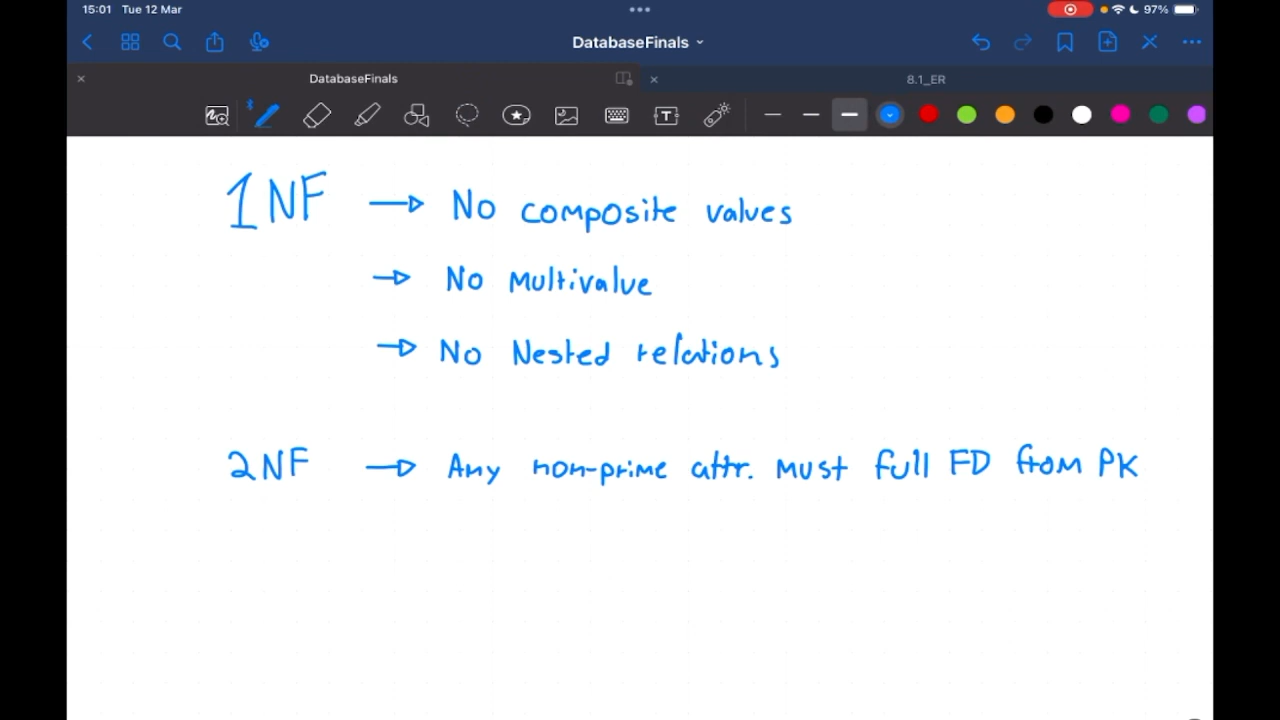 15:01 Tue 12 Mar
97%
DatabaseFinals
DatabaseFinals
8.1_ER
1NF → No composite values
→ No multivalue
→ No Nested relations
2NF → Any non-prime attr. must full FD from PK